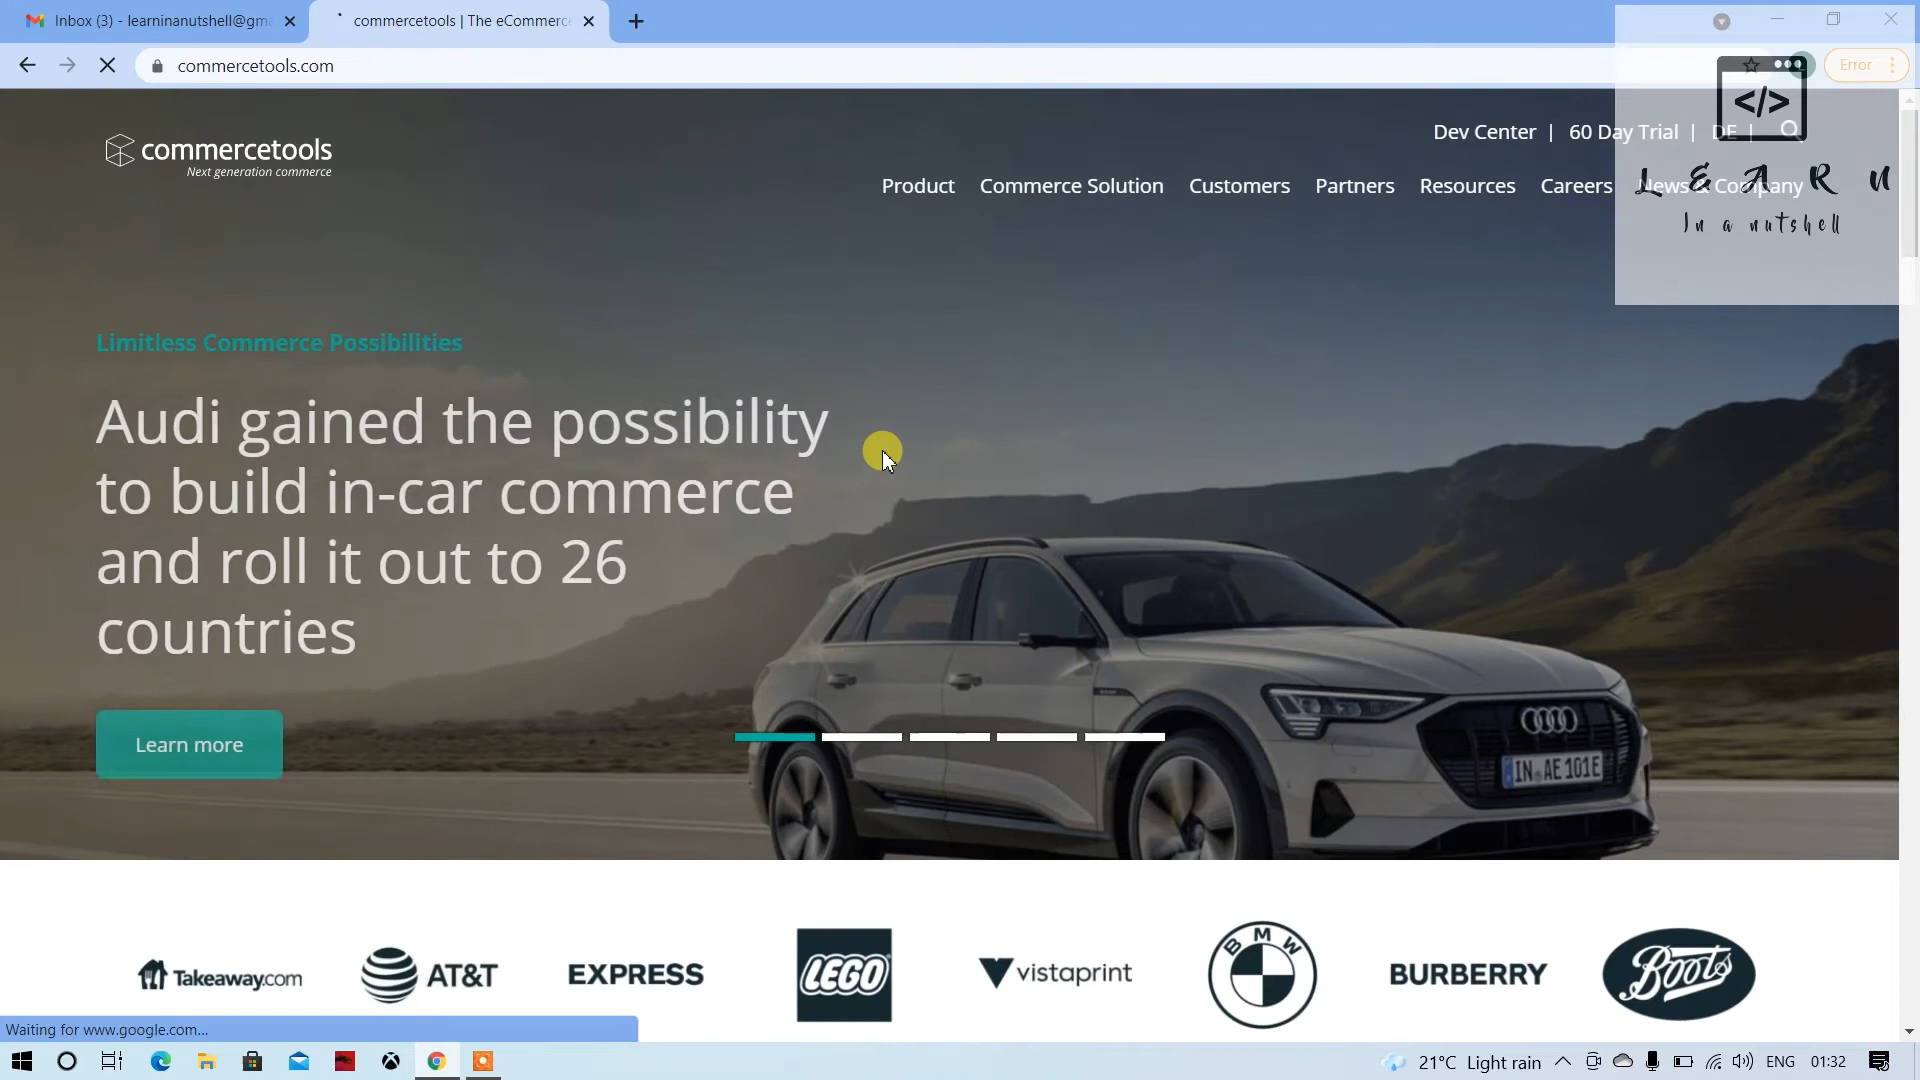 Inbox (3) - learninanutshell@gma
commercetools | The eCommerce
commercetools.com
Error
</>
commercetools
Next generation commerce
Dev Center | 60 Day Trial | DE |
Product Commerce Solution Customers Partners Resources Careers News & Company
LEARN
In a nutshell
Limitless Commerce Possibilities
Audi gained the possibility
to build in-car commerce
and roll it out to 26
countries
Learn more
IN AE 101E
Takeaway.com AT&T EXPRESS LEGO vistaprint BMW BURBERRY Boots
Waiting for www.google.com...
21°C Light rain ENG 01:32